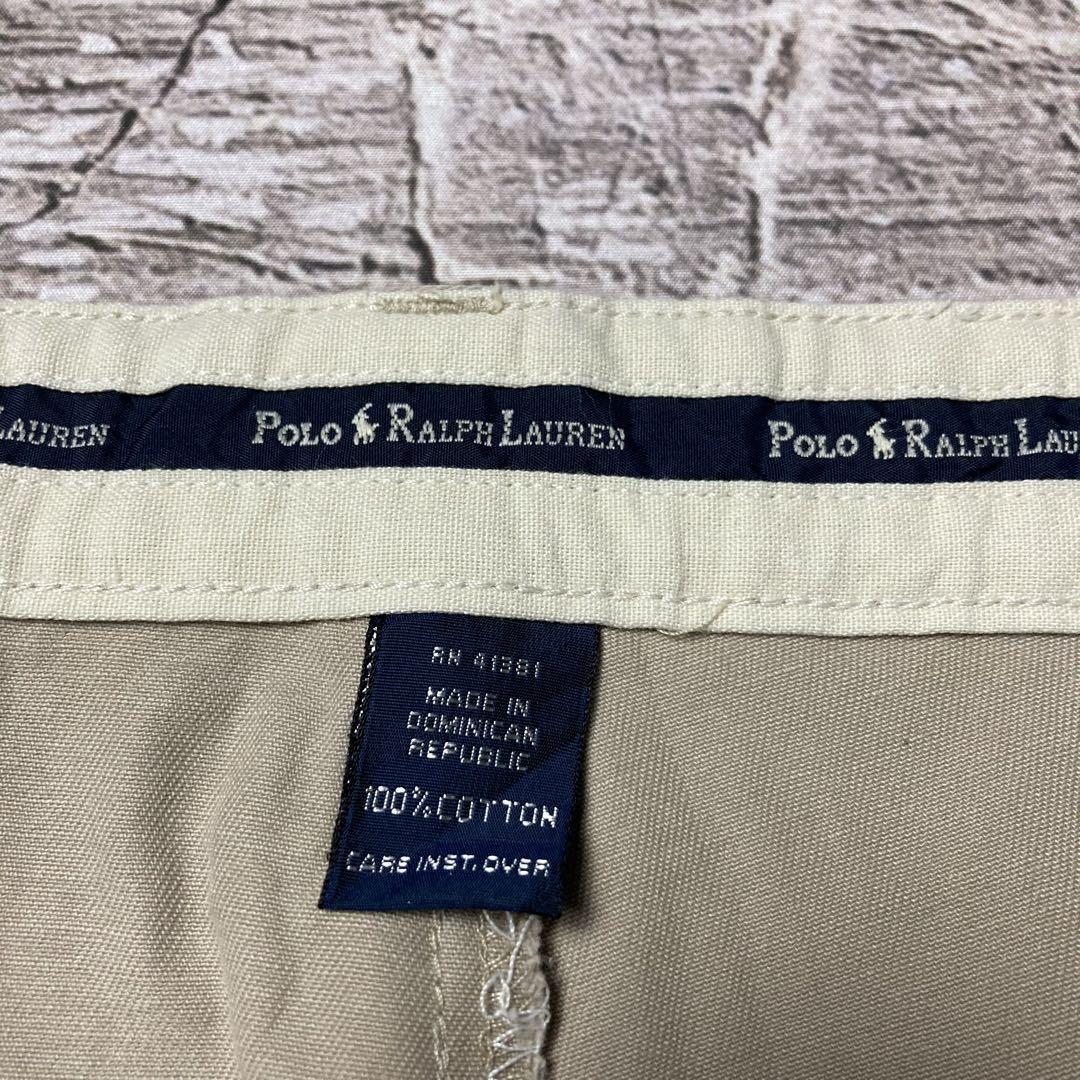 LAUREN POLO RALPH LAUREN POLO RALPH LAU
RN 41381
MADE IN
DOMINICAN
REPUBLIC
100% COTTON
CARE INST. OVER